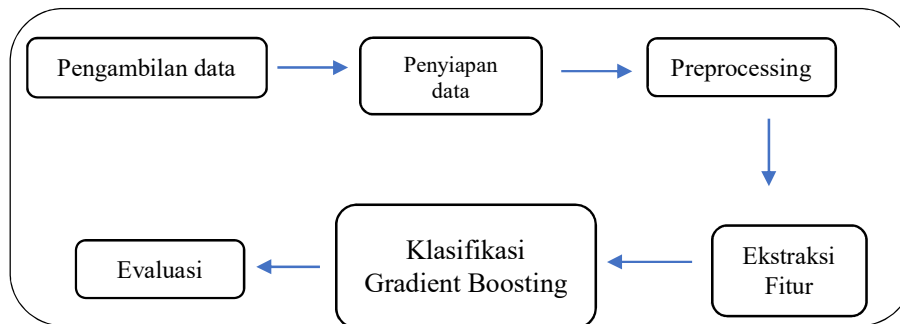 Pengambilan data
Penyiapan
data
Preprocessing
Ekstraksi
Fitur
Klasifikasi
Gradient Boosting
Evaluasi